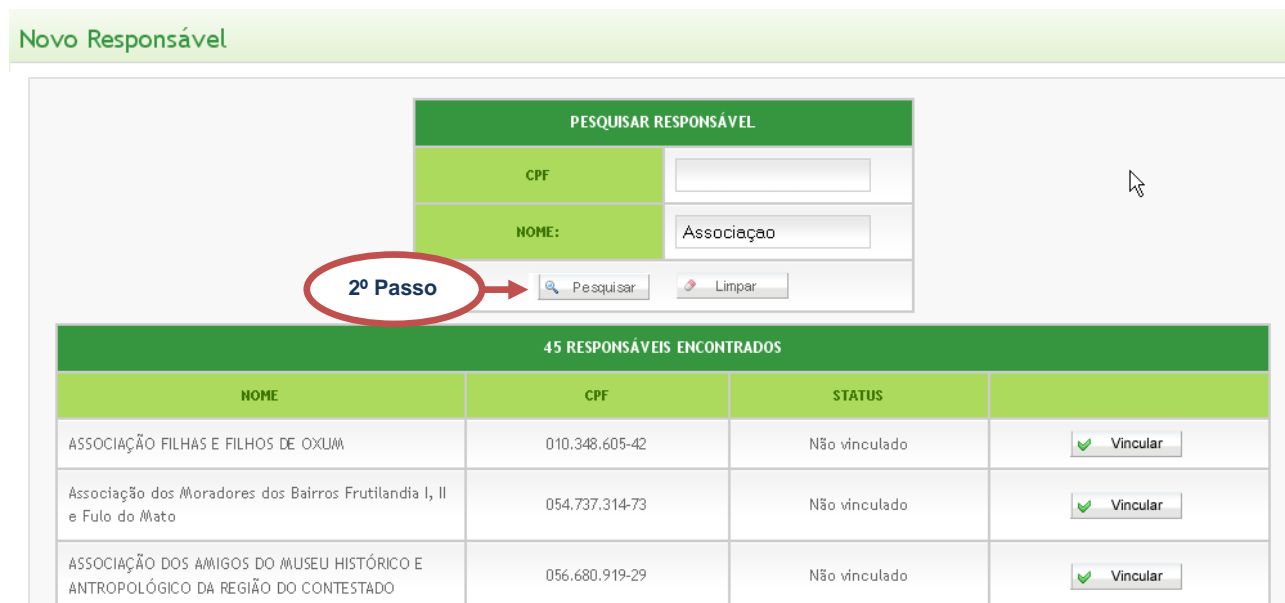 Novo Responsável
PESQUISAR RESPONSÁVEL
CPF
NOME: Associaçao
2º Passo Pesquisar Limpar
45 RESPONSÁVEIS ENCONTRADOS
NOME CPF STATUS
ASSOCIAÇÃO FILHAS E FILHOS DE OXUM 010.348.605-42 Não vinculado Vincular
Associação dos Moradores dos Bairros Frutilandia I, II
e Fulo do Mato 054.737.314-73 Não vinculado Vincular
ASSOCIAÇÃO DOS AMIGOS DO MUSEU HISTÓRICO E
ANTROPOLÓGICO DA REGIÃO DO CONTESTADO 056.680.919-29 Não vinculado Vincular